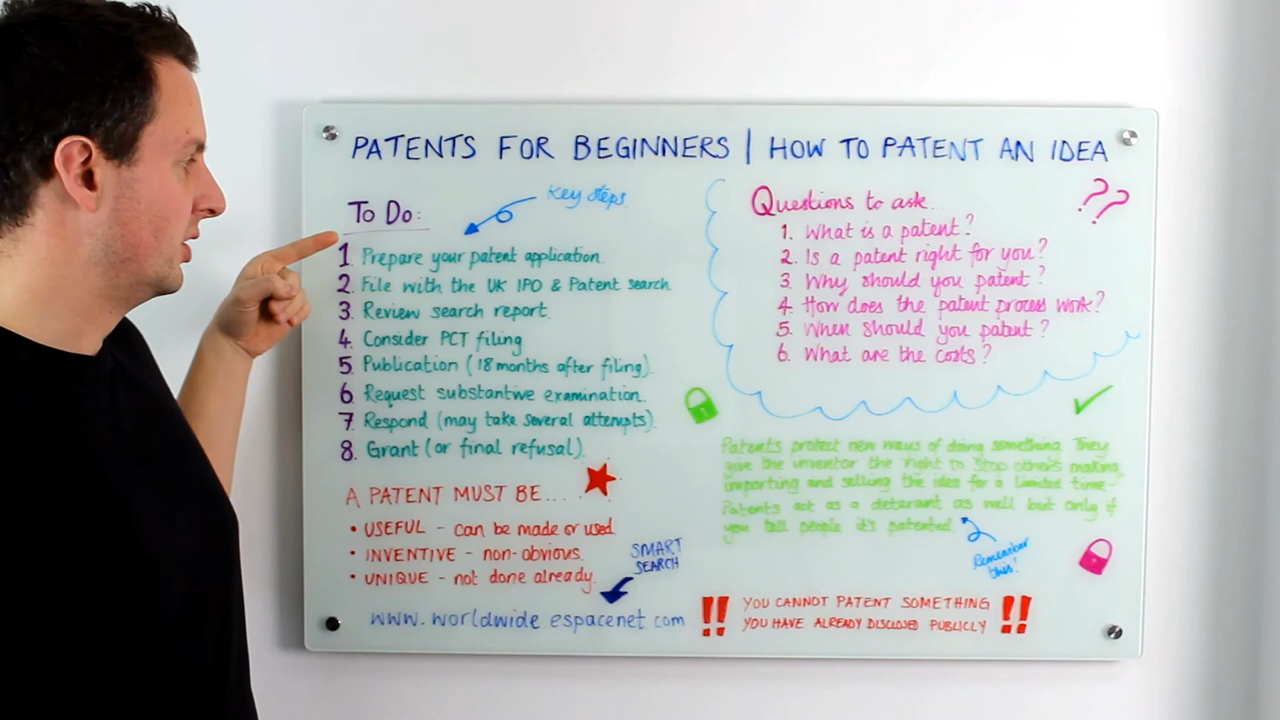 PATENTS FOR BEGINNERS | HOW TO PATENT AN IDEA
To Do:
Key steps
1. Prepare your patent application.
2. File with the UK IPO & Patent search
3. Review search report.
4. Consider PCT filing
5. Publication (18 months after filing).
6. Request substantive examination.
7. Respond (may take several attempts).
8. Grant (or final refusal).
A PATENT MUST BE...
• USEFUL - can be made or used
• INVENTIVE - non-obvious.
• UNIQUE - not done already.
SMART
SEARCH
www.worldwide espacenet.com
Questions to ask...
??
1. What is a patent?
2. Is a patent right for you?
3. Why should you patent?
4. How does the patent process work?
5. When should you patent?
6. What are the costs?
Patents protect new ways of doing something. They
give the inventor the right to stop others making,
importing and selling the idea for a limited time.
Patents act as a deterant as well but only if
you tell people it's patented.
Remember
this!
!! YOU CANNOT PATENT SOMETHING !!
YOU HAVE ALREADY DISCLOSED PUBLICLY